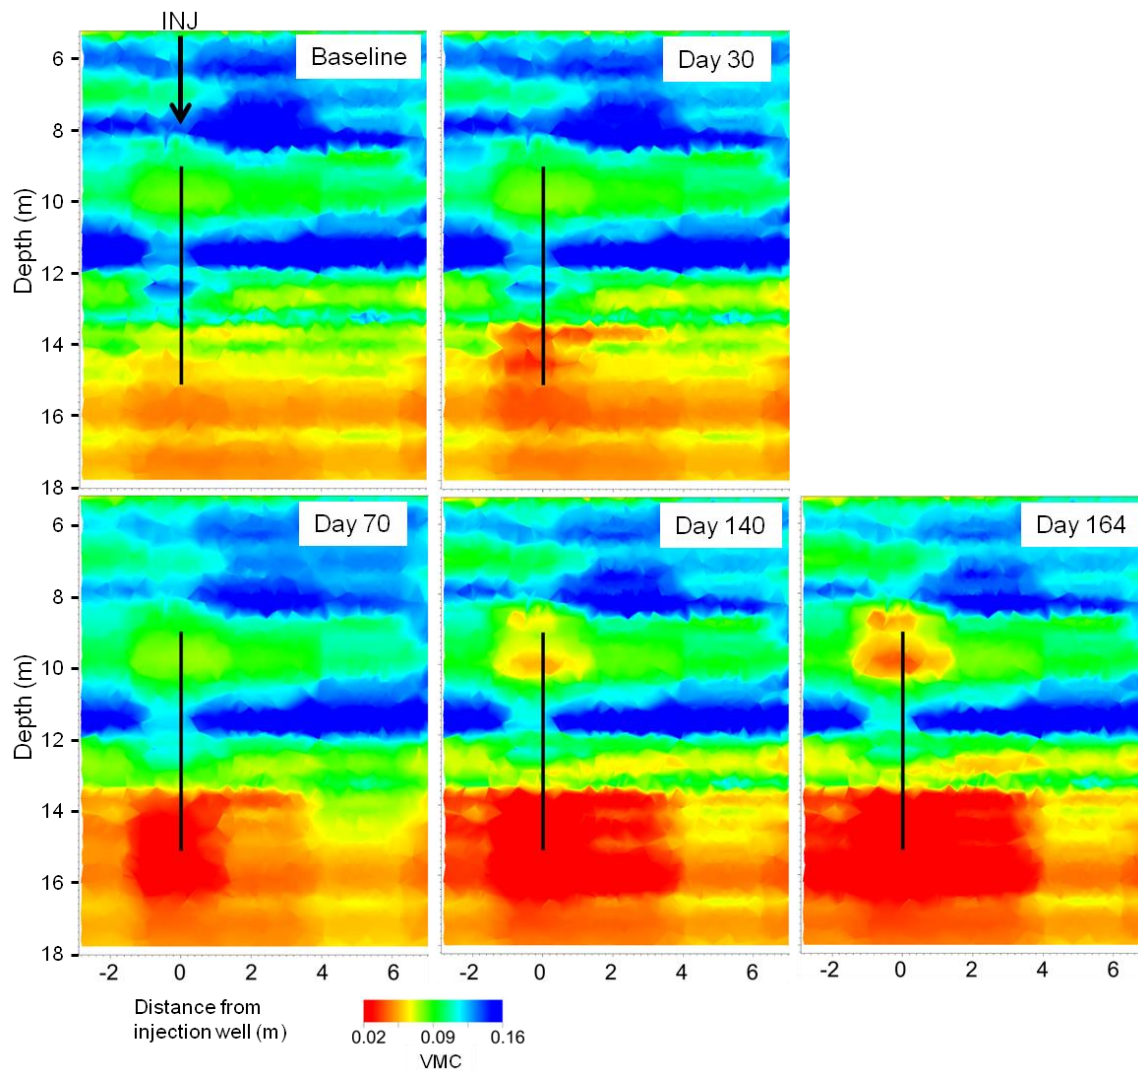 INJ
Baseline
Day 30
6
8
10
12
14
16
18
Depth (m)
Day 70
Day 140
Day 164
6
8
10
12
14
16
18
Depth (m)
-2 0 2 4 6
-2 0 2 4 6
-2 0 2 4 6
Distance from
injection well (m)
0.02 0.09 0.16
VMC